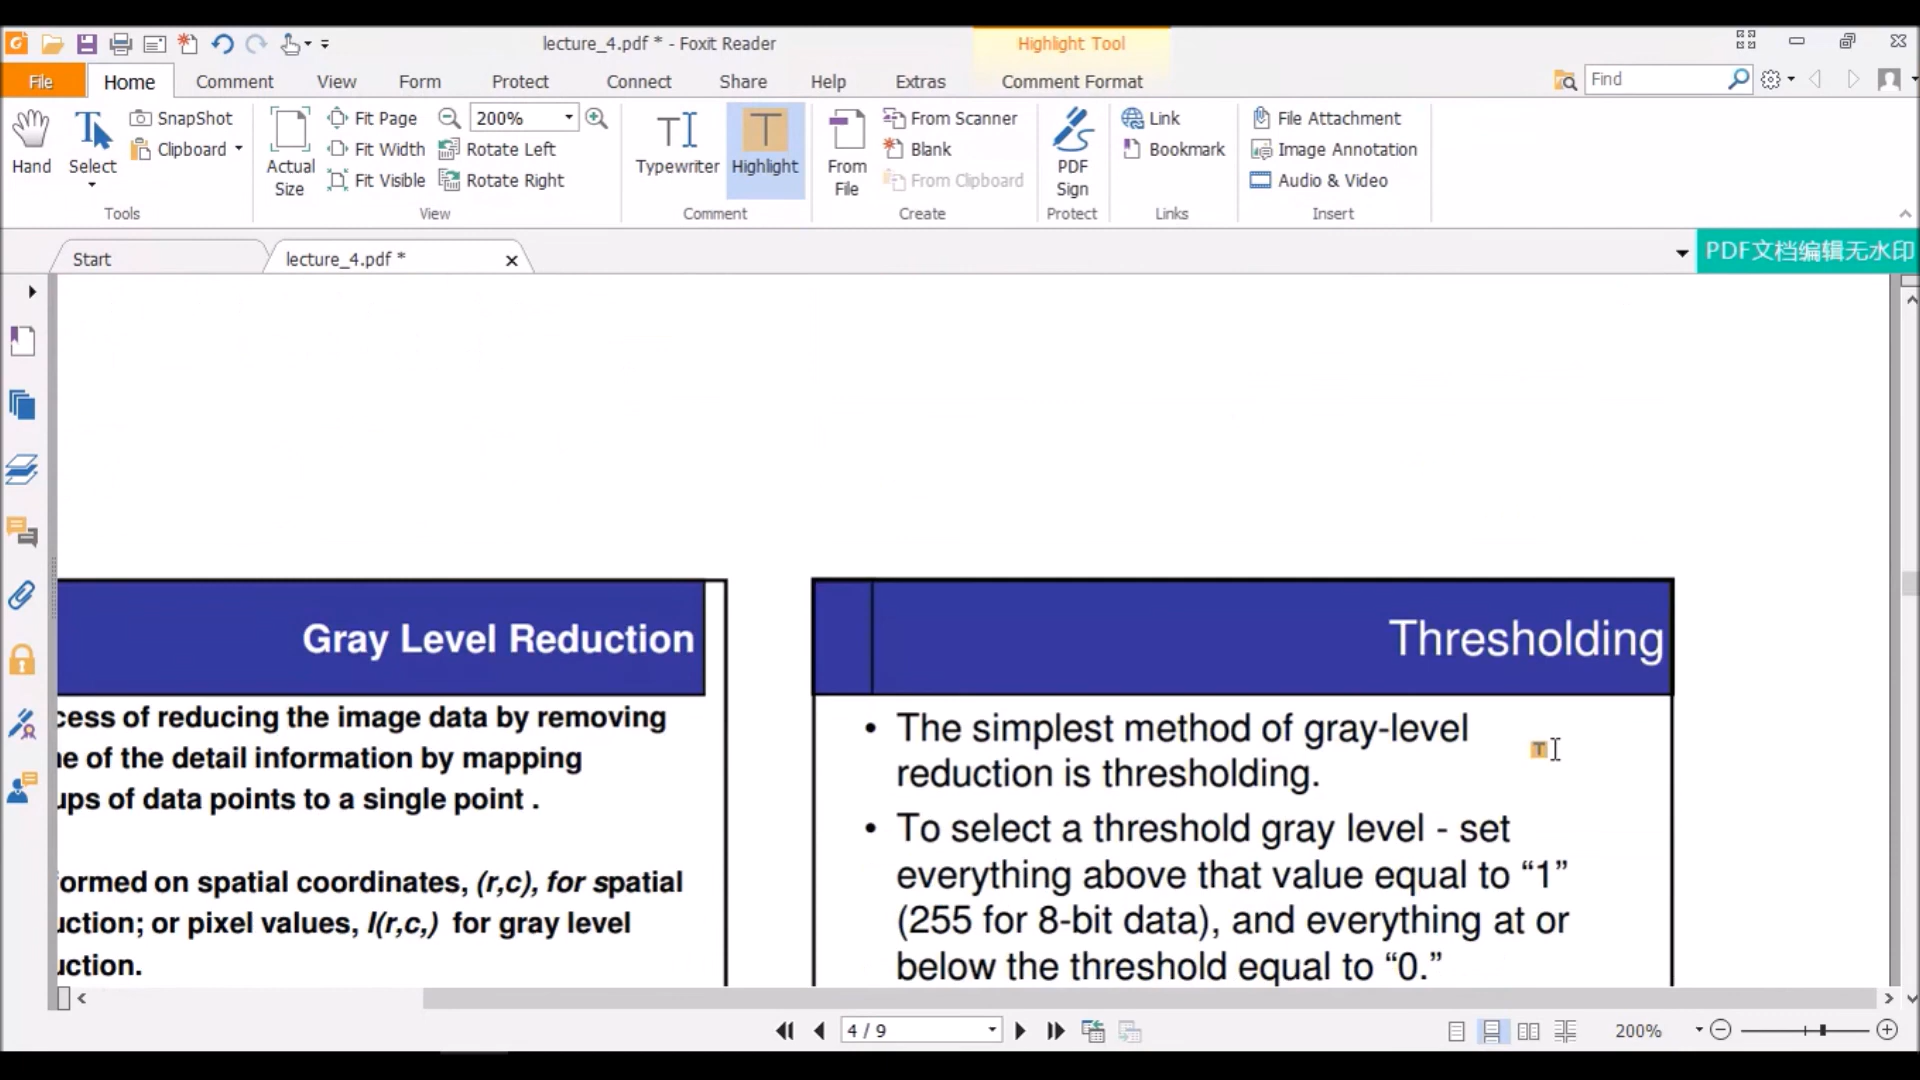 lecture_4.pdf * - Foxit Reader
Highlight Tool
File
Home
Comment
View
Form
Protect
Connect
Share
Help
Extras
Comment Format
Find
Hand
Select
SnapShot
Clipboard
Tools
Actual
Size
Fit Page
Fit Width
Fit Visible
200%
Rotate Left
Rotate Right
View
Typewriter
Highlight
Comment
From
File
From Scanner
Blank
From Clipboard
Create
PDF
Sign
Protect
Link
Bookmark
Links
File Attachment
Image Annotation
Audio & Video
Insert
Start
lecture_4.pdf *
PDF文档编辑无水印
Gray Level Reduction
cess of reducing the image data by removing
e of the detail information by mapping
ups of data points to a single point .
formed on spatial coordinates, (r,c), for spatial
uction; or pixel values, I(r,c,) for gray level
uction.
Thresholding
• The simplest method of gray-level
reduction is thresholding.
• To select a threshold gray level - set
everything above that value equal to “1”
(255 for 8-bit data), and everything at or
below the threshold equal to “0.”
4 / 9
200%